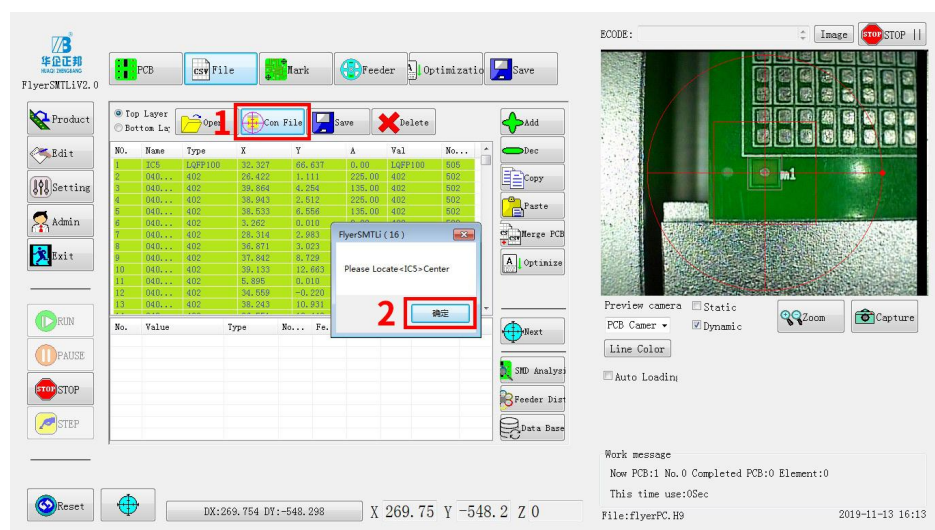 华企正邦
HUAQI ZHENGBANG
FlyerSMTLiV2.0
PCB
csv File
Mark
Feeder
Optimizatio
Save
ECODE:
Image
STOP STOP ||
Product
Edit
Setting
Admin
Exit
RUN
PAUSE
STOP STOP
STEP
Reset
Top Layer
Bottom La
Open
1
Con File
Save
Delete
NO. Name Type X Y A Val No...
1 IC5 LQFP100 32.327 66.637 0.00 LQFP100 505
2 040... 402 26.422 1.111 225.00 402 502
3 040... 402 39.864 4.254 135.00 402 502
4 040... 402 38.943 2.512 225.00 402 502
5 040... 402 38.533 6.556 135.00 402 502
6 040... 402 3.262 0.010
7 040... 402 28.314 2.983
8 040... 402 36.871 3.023
9 040... 402 37.842 8.729
10 040... 402 39.133 12.663
11 040... 402 5.895 0.010
12 040... 402 34.559 -0.220
13 040... 402 38.243 10.931
FlyerSMTLi ( 16 )
Please Locate<IC5>Center
2
确定
No. Value Type No... Fe.
Add
Dec
Copy
Paste
Merge PCB
Optimize
Next
SMD Analysi
Feeder Dist
Data Base
m1
Preview camera
PCB Camer
Static
Dynamic
Zoom
Capture
Line Color
Auto Loading
Work message
Now PCB:1 No.0 Completed PCB:0 Element:0
This time use:0Sec
DX:269.754 DY:-548.298
X 269.75 Y -548.2 Z 0
File:flyerPC.H9
2019-11-13 16:13